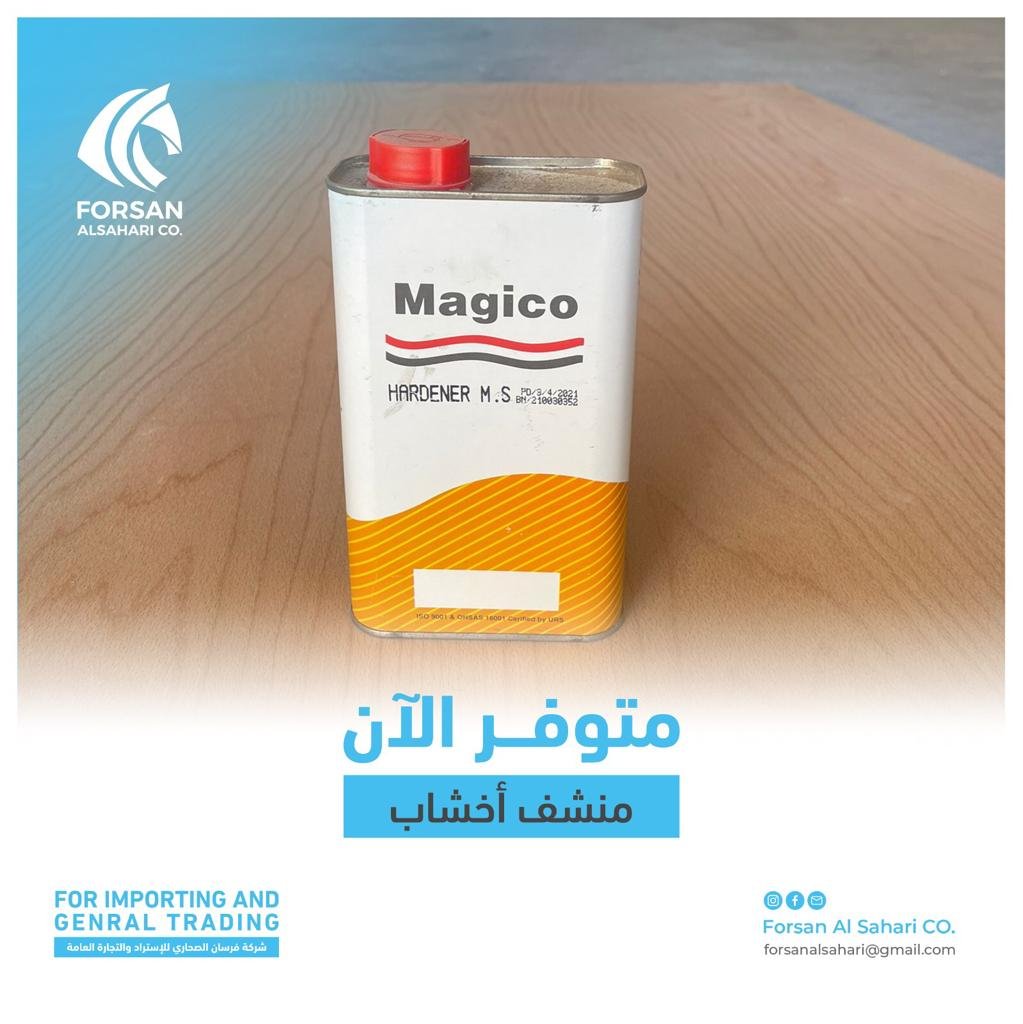 FORSAN
ALSAHARI CO.
Magico
HARDENER M.S PD/3/4/2021
BN/210030352
ISO 9001 & OHSAS 18001 Cerified by URS
متوفر الآن
منشف أخشاب
FOR IMPORTING AND
GENRAL TRADING
شركة فرسان الصحاري للإستراد والتجارة العامة
Forsan Al Sahari CO.
forsanalsahari@gmail.com